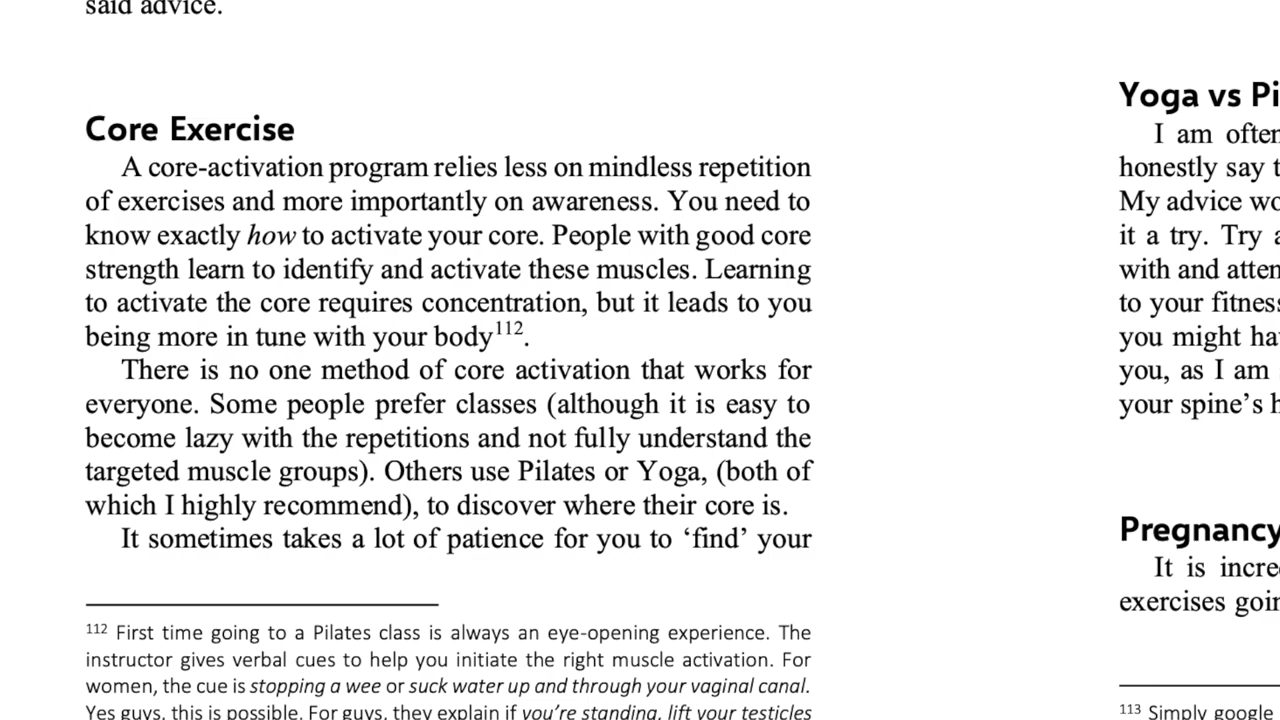 said advice.
Core Exercise
A core-activation program relies less on mindless repetition
of exercises and more importantly on awareness. You need to
know exactly how to activate your core. People with good core
strength learn to identify and activate these muscles. Learning
to activate the core requires concentration, but it leads to you
being more in tune with your body112.
There is no one method of core activation that works for
everyone. Some people prefer classes (although it is easy to
become lazy with the repetitions and not fully understand the
targeted muscle groups). Others use Pilates or Yoga, (both of
which I highly recommend), to discover where their core is.
It sometimes takes a lot of patience for you to ‘find’ your
112 First time going to a Pilates class is always an eye-opening experience. The
instructor gives verbal cues to help you initiate the right muscle activation. For
women, the cue is stopping a wee or suck water up and through your vaginal canal.
Yes guys, this is possible. For guys, they explain if you’re standing, lift your testicles
Yoga vs Pi
I am often
honestly say t
My advice wo
it a try. Try a
with and atten
to your fitness
you might ha
you, as I am
your spine’s h
Pregnancy
It is incre
exercises goin
113 Simply google